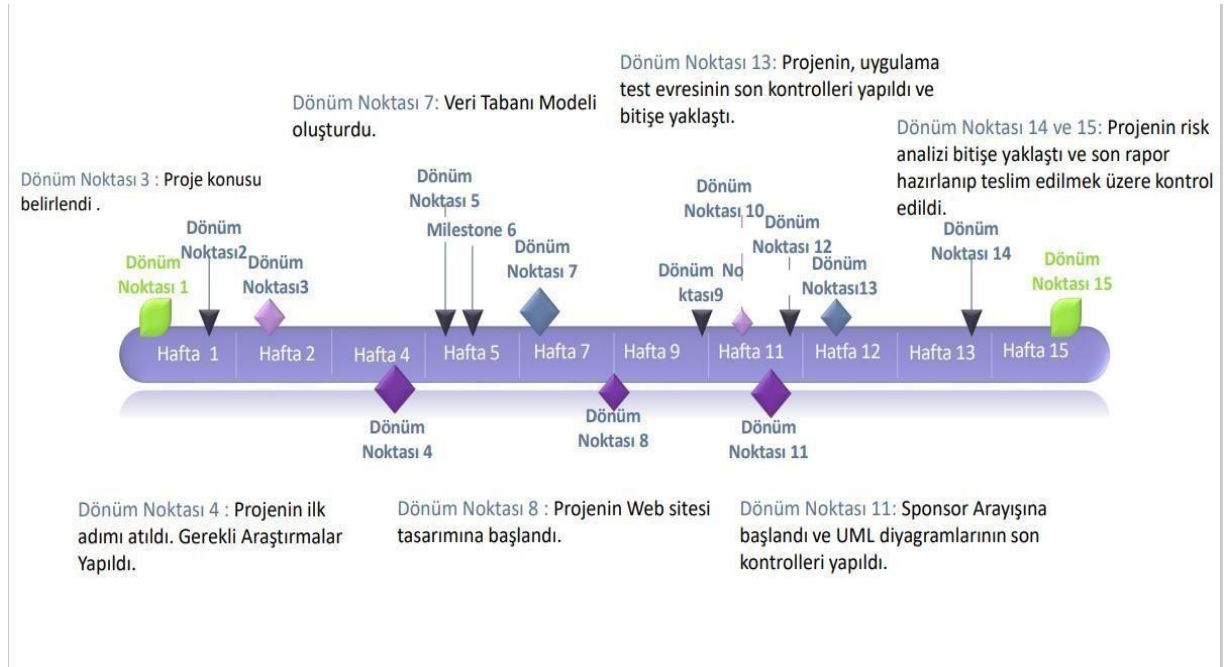 Dönüm Noktası 13: Projenin, uygulama
test evresinin son kontrolleri yapıldı ve
bitişe yaklaştı.
Dönüm Noktası 7: Veri Tabanı Modeli
oluşturdu.
Dönüm Noktası 14 ve 15: Projenin risk
analizi bitişe yaklaştı ve son rapor
hazırlanıp teslim edilmek üzere kontrol
edildi.
Dönüm Noktası 3 : Proje konusu
belirlendi .
Dönüm
Noktası 1
Dönüm
Noktası2
Dönüm
Noktası3
Dönüm
Noktası 5
Milestone 6
Dönüm
Noktası 7
Dönüm No
ktası9
Dönüm
Noktası 10
Dönüm
Noktası 12
Dönüm
Noktası13
Dönüm
Noktası 14
Dönüm
Noktası 15
Hafta 1
Hafta 2
Hafta 4
Hafta 5
Hafta 7
Hafta 9
Hafta 11
Hatfa 12
Hafta 13
Hafta 15
Dönüm
Noktası 4
Dönüm
Noktası 8
Dönüm
Noktası 11
Dönüm Noktası 4 : Projenin ilk
adımı atıldı. Gerekli Araştırmalar
Yapıldı.
Dönüm Noktası 8 : Projenin Web sitesi
tasarımına başlandı.
Dönüm Noktası 11: Sponsor Arayışına
başlandı ve UML diyagramlarının son
kontrolleri yapıldı.